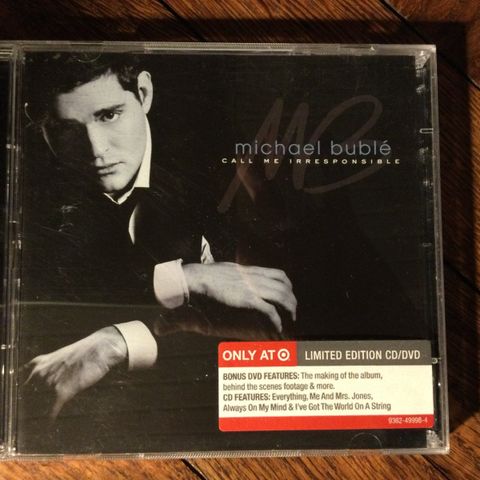 michael bublé
CALL ME IRRESPONSIBLE
MB
ONLY AT
LIMITED EDITION CD/DVD
BONUS DVD FEATURES: The making of the album,
behind the scenes footage & more.
CD FEATURES: Everything, Me And Mrs. Jones,
Always On My Mind & I've Got The World On A String
9362-49998-4